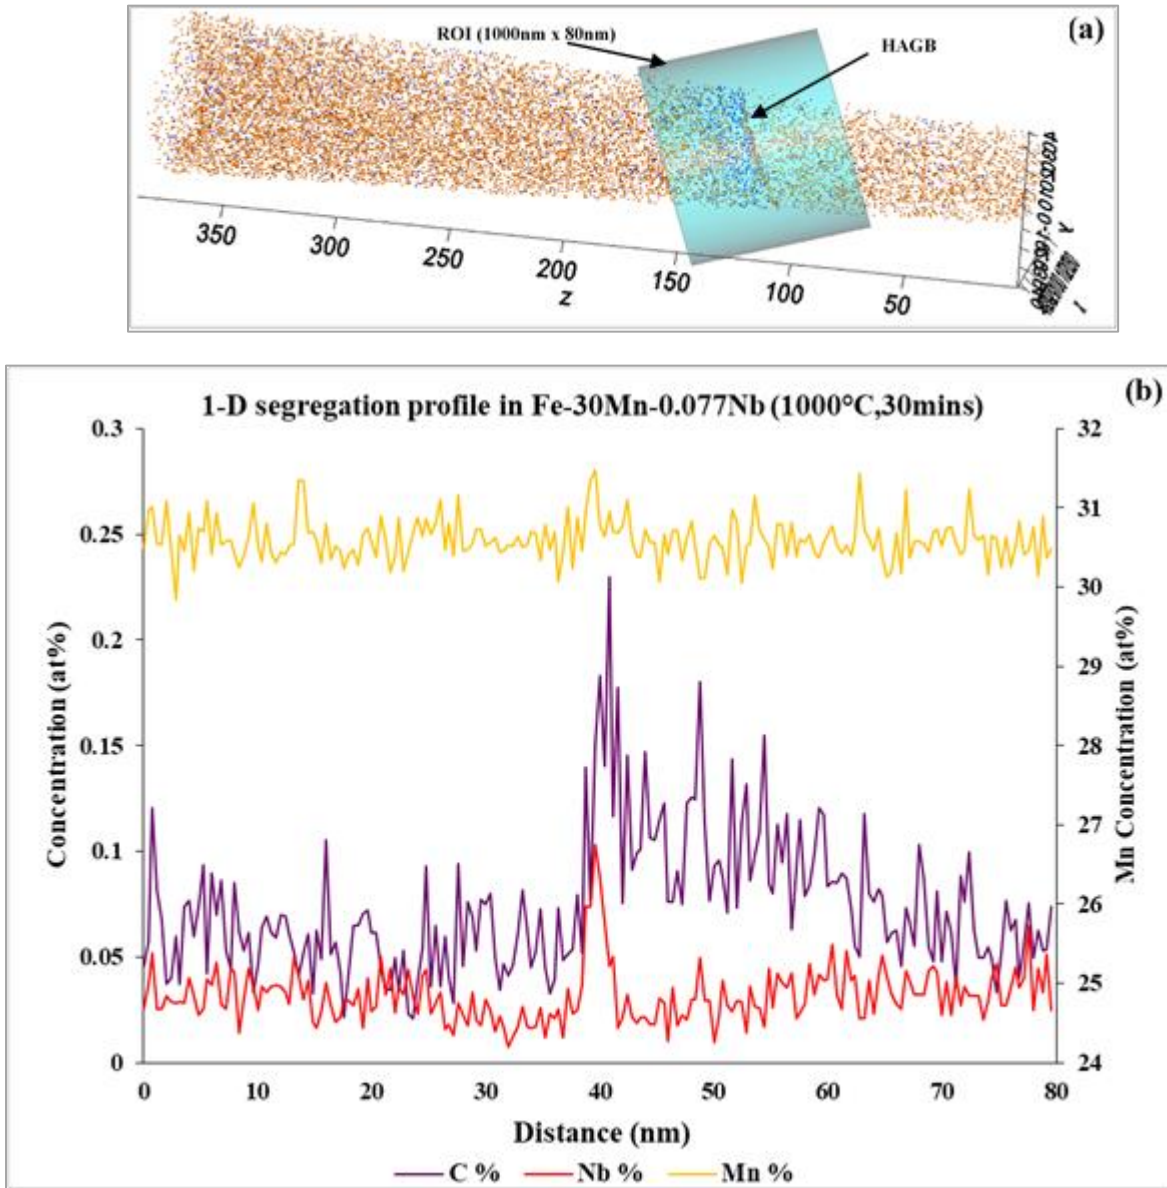 ROI (1000nm x 80nm)
HAGB
(a)
350
300
250
200
150
100
50
z
Y
(b)
1-D segregation profile in Fe-30Mn-0.077Nb (1000°C,30mins)
0.3
0.25
0.2
0.15
0.1
0.05
0
Concentration (at%)
32
31
30
29
28
27
26
25
24
Mn Concentration (at%)
0 10 20 30 40 50 60 70 80
Distance (nm)
C % Nb % Mn %